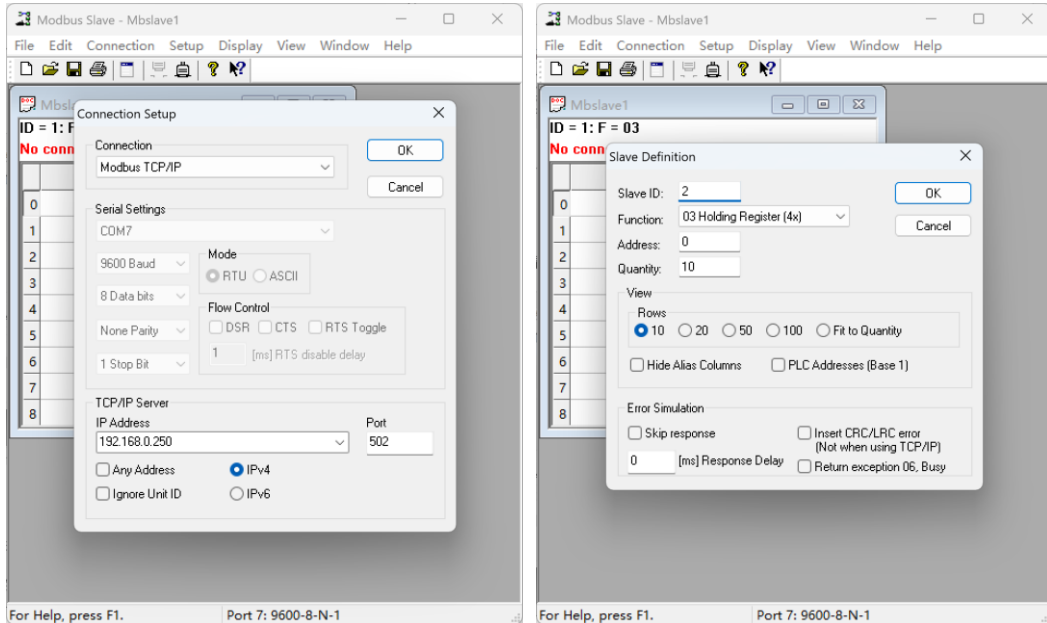 Modbus Slave - Mbslave1
File Edit Connection Setup Display View Window Help
ID = 1: F
No conn
Connection Setup
Connection
Modbus TCP/IP
OK
Cancel
Serial Settings
COM7
9600 Baud
Mode
RTU ASCII
8 Data bits
Flow Control
DSR CTS RTS Toggle
None Parity
1 [ms] RTS disable delay
1 Stop Bit
TCP/IP Server
IP Address Port
192.168.0.250 502
Any Address IPv4
Ignore Unit ID IPv6
0
1
2
3
4
5
6
7
8
For Help, press F1. Port 7: 9600-8-N-1
Modbus Slave - Mbslave1
File Edit Connection Setup Display View Window Help
Mbslave1
ID = 1: F = 03
No conn
Slave Definition
Slave ID: 2
OK
Function: 03 Holding Register (4x)
Cancel
Address: 0
Quantity: 10
View
Rows
10 20 50 100 Fit to Quantity
Hide Alias Columns PLC Addresses (Base 1)
Error Simulation
Skip response Insert CRC/LRC error
(Not when using TCP/IP)
0 [ms] Response Delay Return exception 06, Busy
0
1
2
3
4
5
6
7
8
For Help, press F1. Port 7: 9600-8-N-1